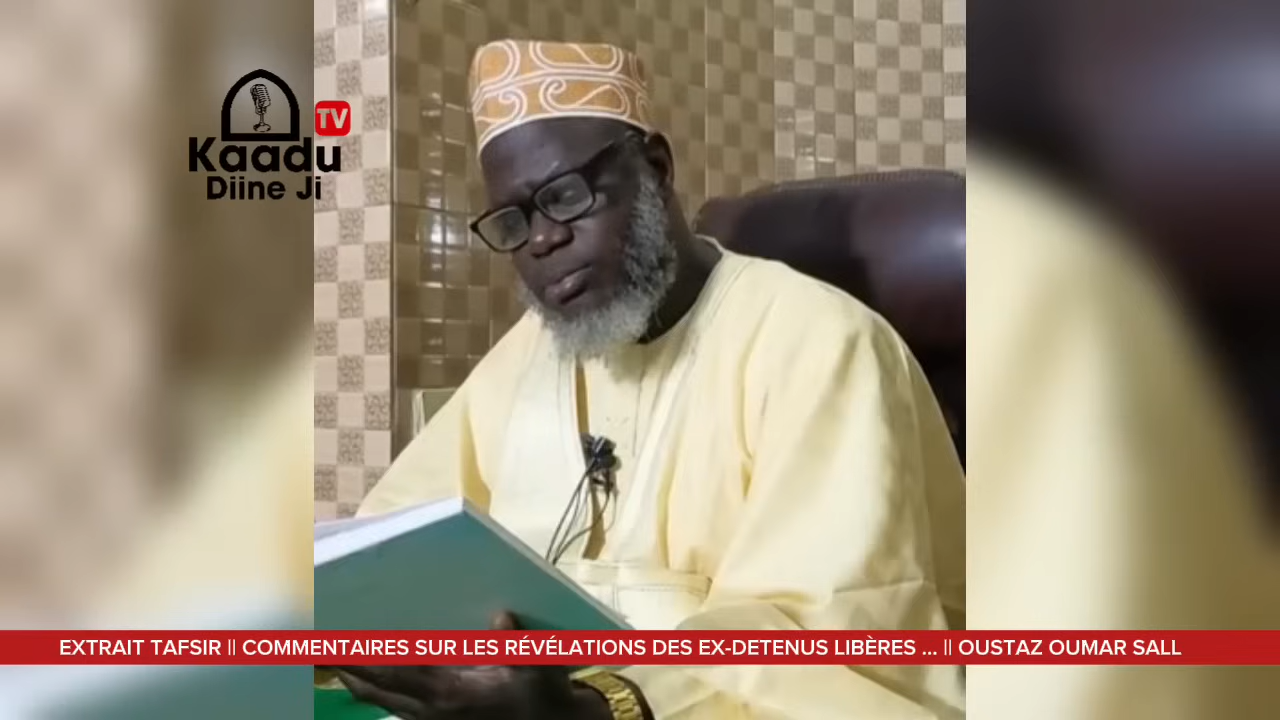 TV
Kaadu
Diine Ji
EXTRAIT TAFSIR || COMMENTAIRES SUR LES RÉVÉLATIONS DES EX-DETENUS LIBÈRES ... || OUSTAZ OUMAR SALL